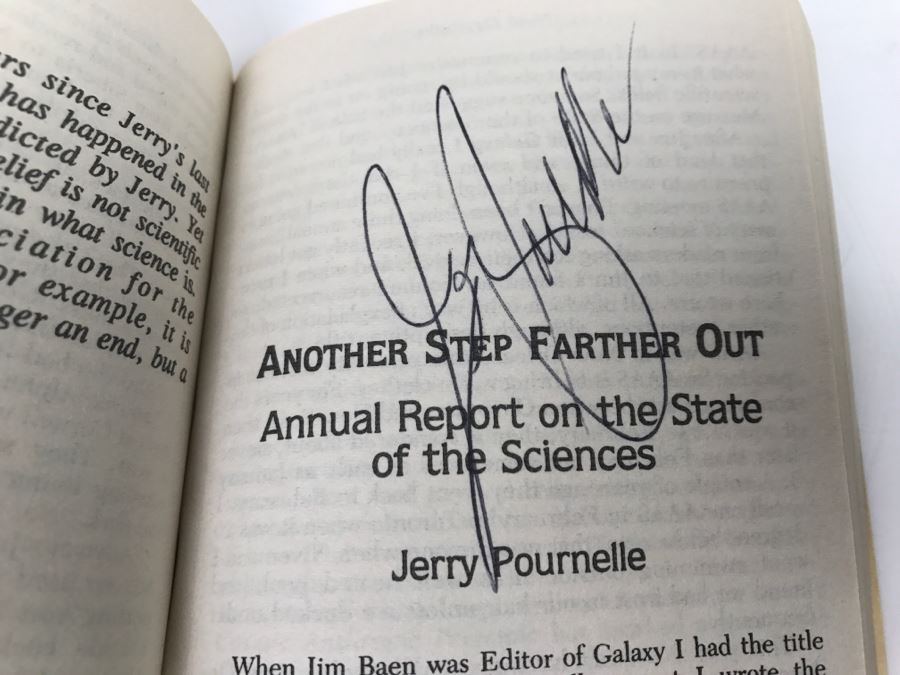 rs since Jerry's last
has happened in the
dicted by Jerry. Yet
elief is not scientific
in what science is.
ciation for the
or example, it is
ger an end, but a
ANOTHER STEP FARTHER OUT
Annual Report on the State
of the Sciences
Jerry Pournelle
When Jim Baen was Editor of Galaxy I had the title
I wrote the